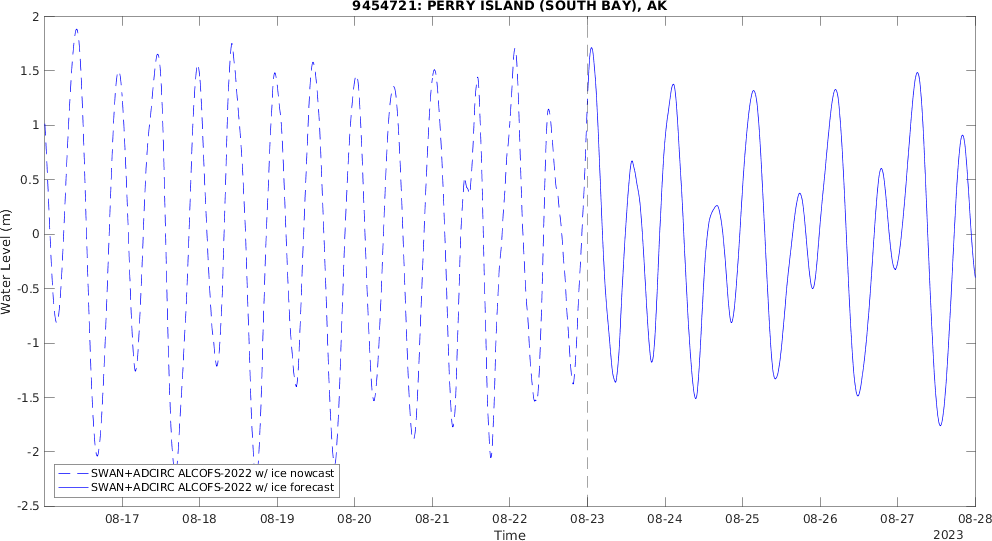 9454721: PERRY ISLAND (SOUTH BAY), AK
Water Level (m)
2
1.5
1
0.5
0
-0.5
-1
-1.5
-2
-2.5
SWAN+ADCIRC ALCOFS-2022 w/ ice nowcast
SWAN+ADCIRC ALCOFS-2022 w/ ice forecast
08-17 08-18 08-19 08-20 08-21 08-22 08-23 08-24 08-25 08-26 08-27 08-28
Time
2023